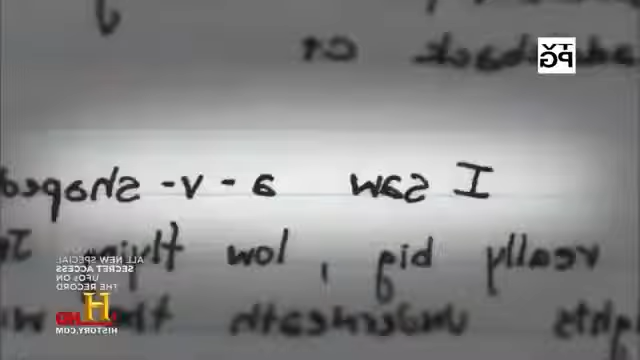 TV
PG
I saw a - v - shaped
really big, low flying
underneath
ALL NEW SPECIAL
SECRET ACCESS
UFOs ON
THE RECORD
H
HISTORY.COM